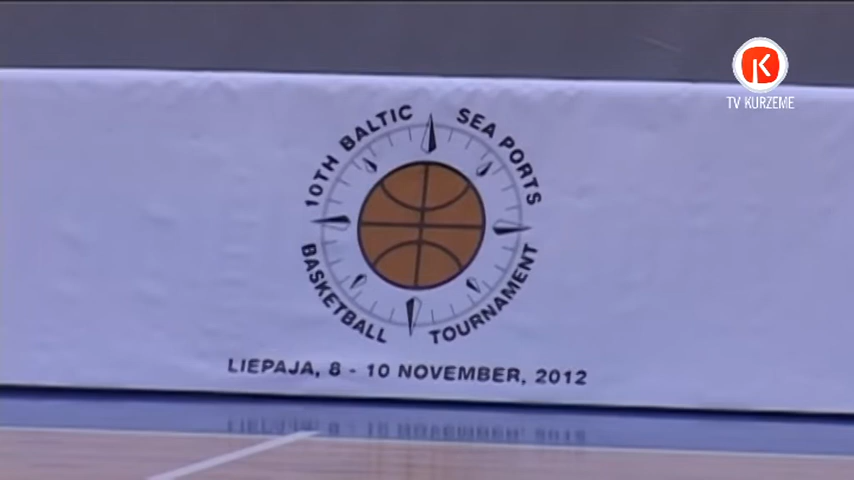 K
TV KURZEME
10TH BALTIC SEA PORTS
BASKETBALL TOURNAMENT
LIEPAJA, 8 - 10 NOVEMBER, 2012